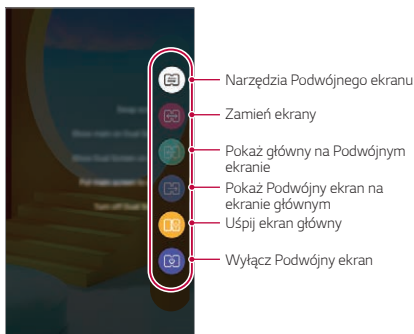 Narzędzia Podwójnego ekranu
Zamień ekrany
Pokaż główny na Podwójnym
ekranie
Pokaż Podwójny ekran na
ekranie głównym
Uśpij ekran główny
Wyłącz Podwójny ekran